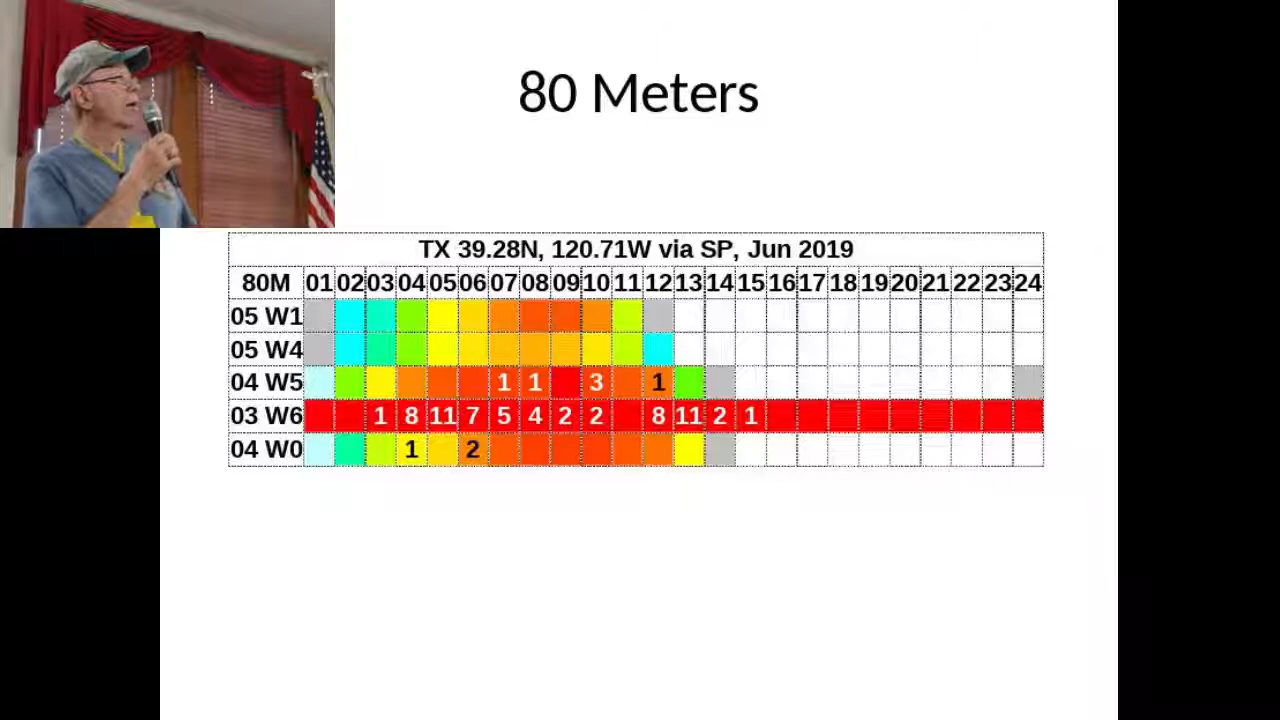 80 Meters
TX 39.28N, 120.71W via SP, Jun 2019
80M 01 02 03 04 05 06 07 08 09 10 11 12 13 14 15 16 17 18 19 20 21 22 23 24
05 W1
05 W4
04 W5 1 1 3 1
03 W6 1 8 11 7 5 4 2 2 8 11 2 1
04 W0 1 2